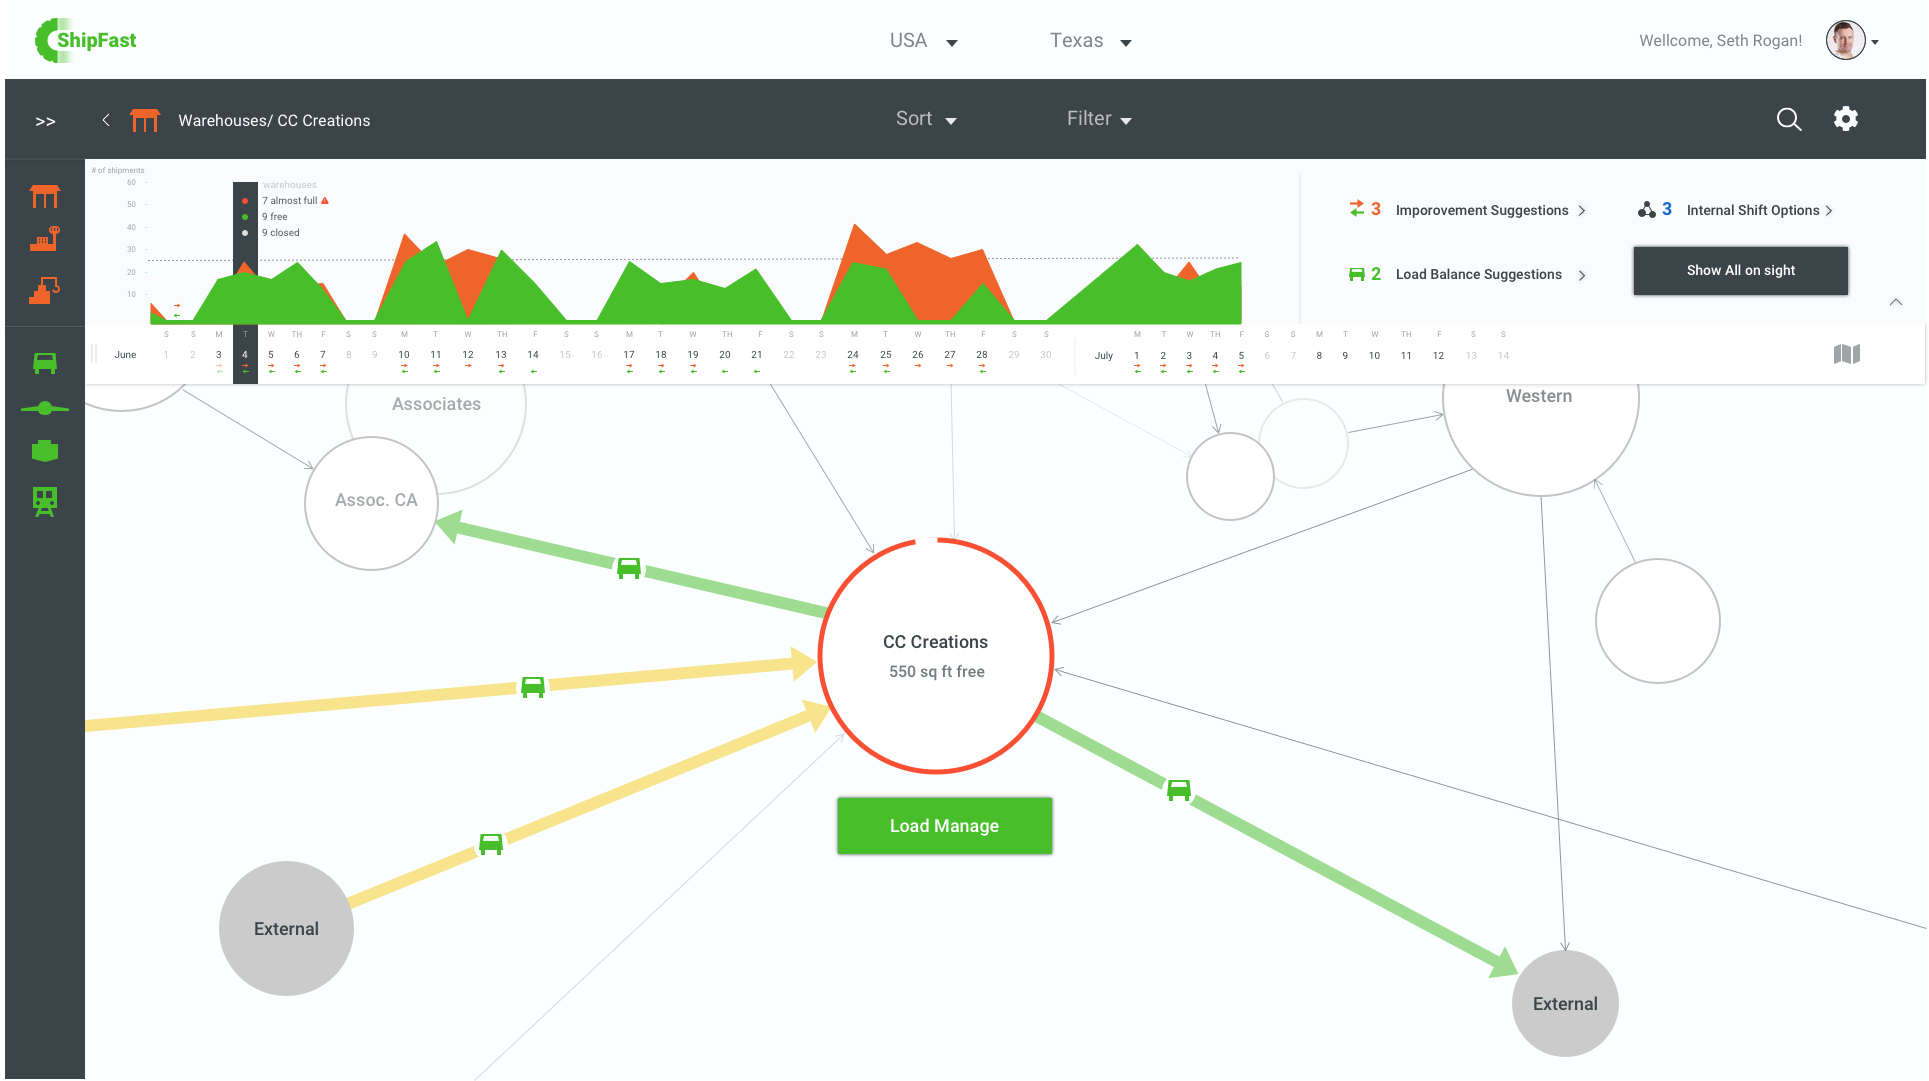 ShipFast
USA
Texas
Wellcome, Seth Rogan!
>>
Warehouses/ CC Creations
Sort
Filter
# of shipments
60
50
40
30
20
10
warehouses
7 almost full
9 free
9 closed
3 Imporovement Suggestions
3 Internal Shift Options
2 Load Balance Suggestions
Show All on sight
S S M T W TH F S S M T W TH F S S M T W TH F S S M T W TH F S S M T W TH F S S M T W TH F S S
June 1 2 3 4 5 6 7 8 9 10 11 12 13 14 15 16 17 18 19 20 21 22 23 24 25 26 27 28 29 30 July 1 2 3 4 5 6 7 8 9 10 11 12 13 14
Associates
Western
Assoc. CA
CC Creations
550 sq ft free
Load Manage
External
External